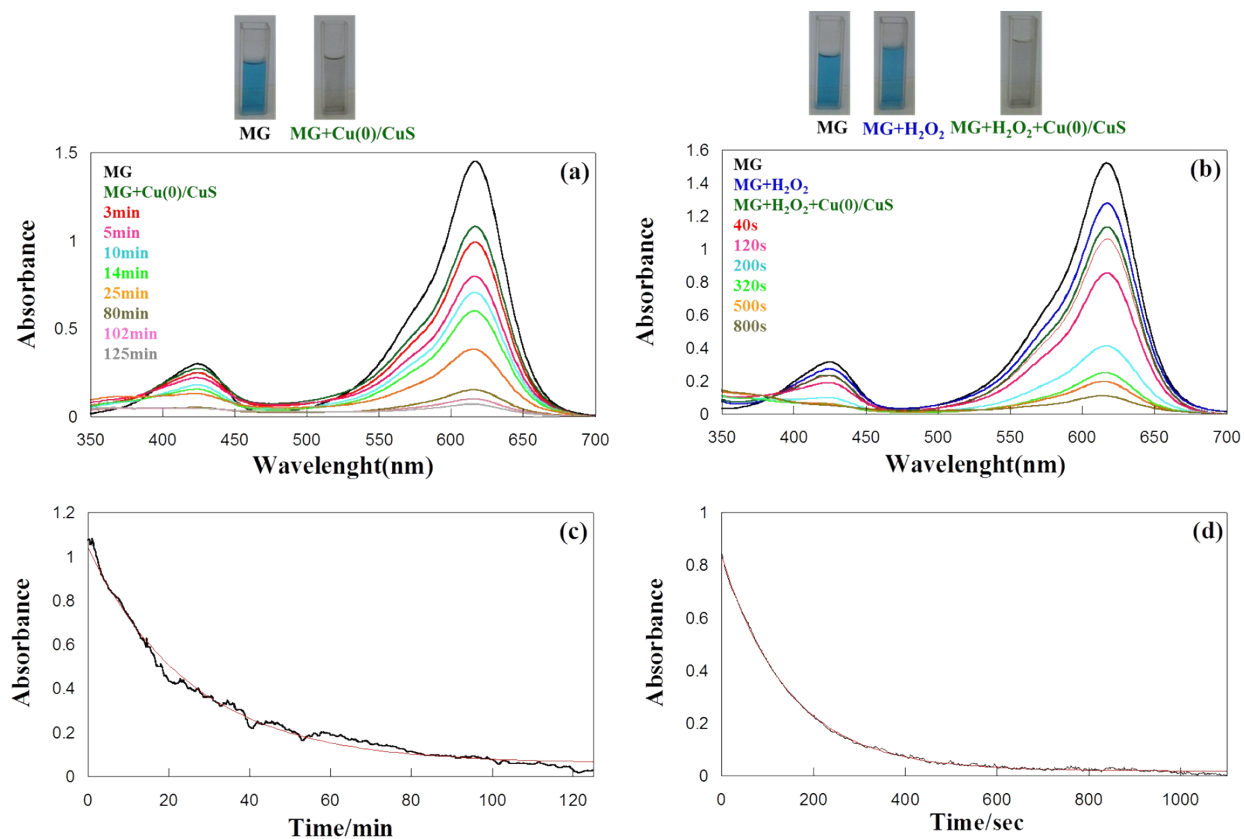 MG MG+Cu(0)/CuS
(a)
MG
MG+Cu(0)/CuS
3min
5min
10min
14min
25min
80min
102min
125min
Absorbance
1.5
1
0.5
0
350 400 450 500 550 600 650 700
Wavelenght(nm)
MG MG+H₂O₂ MG+H₂O₂+Cu(0)/CuS
(b)
MG
MG+H₂O₂
MG+H₂O₂+Cu(0)/CuS
40s
120s
200s
320s
500s
800s
Absorbance
1.6
1.4
1.2
1
0.8
0.6
0.4
0.2
0
350 400 450 500 550 600 650 700
Wavelenght(nm)
(c)
Absorbance
1.2
1
0.8
0.6
0.4
0.2
0
0 20 40 60 80 100 120
Time/min
(d)
Absorbance
1
0.8
0.6
0.4
0.2
0
0 200 400 600 800 1000
Time/sec